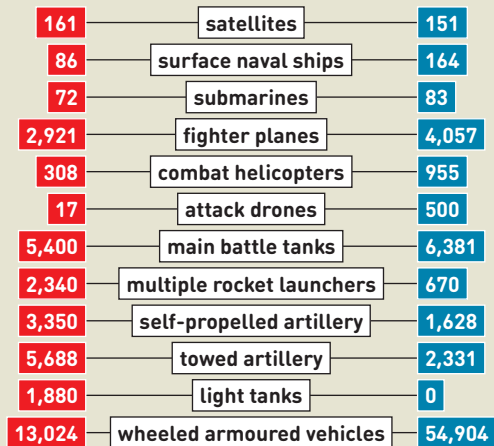 161 satellites 151
86 surface naval ships 164
72 submarines 83
2,921 fighter planes 4,057
308 combat helicopters 955
17 attack drones 500
5,400 main battle tanks 6,381
2,340 multiple rocket launchers 670
3,350 self-propelled artillery 1,628
5,688 towed artillery 2,331
1,880 light tanks 0
13,024 wheeled armoured vehicles 54,904